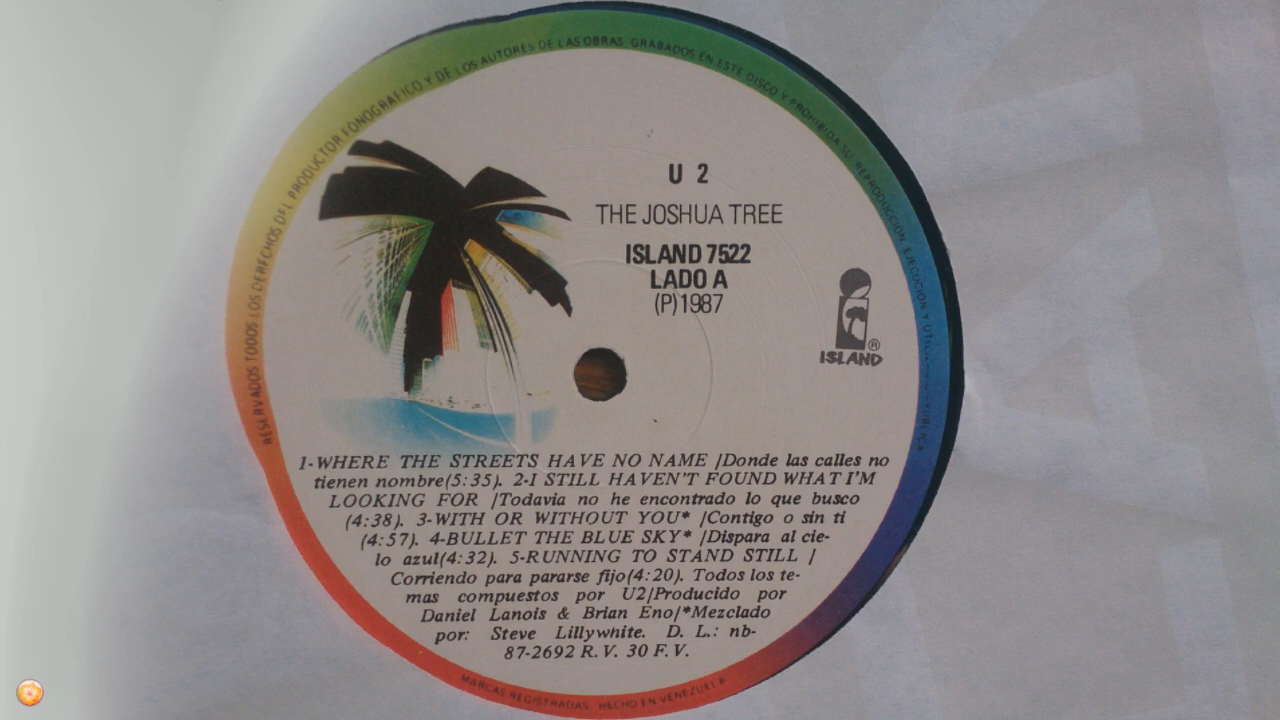 RESERVADOS TODOS LOS DERECHOS DEL PRODUCTOR FONOGRAFICO Y DE LOS AUTORES DE LAS OBRAS, GRABADOS EN ESTE DISCO Y PROHIBIDA SU REPRODUCCION, EJECUCION Y PUBLICA
U 2
THE JOSHUA TREE
ISLAND 7522
LADO A
(P)1987
®
ISLAND
1-WHERE THE STREETS HAVE NO NAME /Donde las calles no
tienen nombre(5:35). 2-I STILL HAVEN'T FOUND WHAT I'M
LOOKING FOR /Todavia no he encontrado lo que busco
(4:38). 3-WITH OR WITHOUT YOU* /Contigo o sin ti
(4:57). 4-BULLET THE BLUE SKY* /Dispara al cie-
lo azul(4:32). 5-RUNNING TO STAND STILL /
Corriendo para pararse fijo(4:20). Todos los te-
mas compuestos por U2/Producido por
Daniel Lanois & Brian Eno/*Mezclado
por: Steve Lillywhite. D. L.: nb-
87-2692 R. V. 30 F. V.
MARCAS REGISTRADAS HECHO EN VENEZUELA